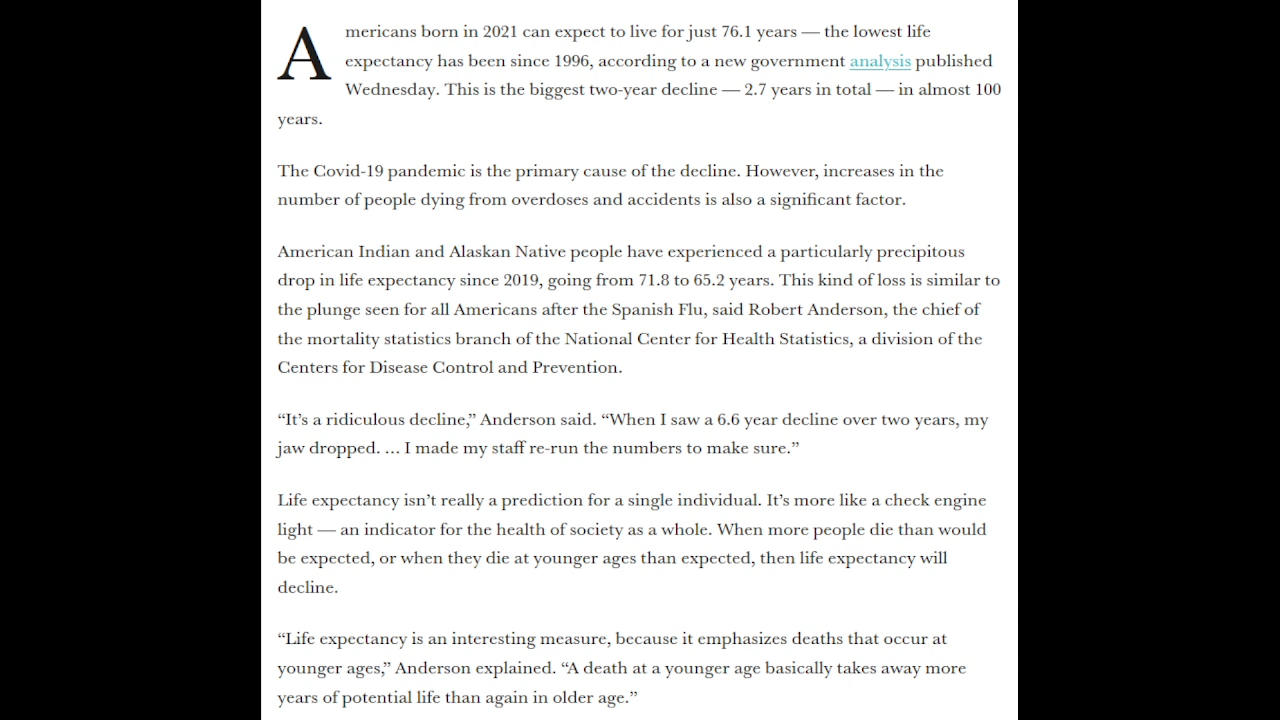 Americans born in 2021 can expect to live for just 76.1 years — the lowest life
expectancy has been since 1996, according to a new government analysis published
Wednesday. This is the biggest two-year decline — 2.7 years in total — in almost 100
years.
The Covid-19 pandemic is the primary cause of the decline. However, increases in the
number of people dying from overdoses and accidents is also a significant factor.
American Indian and Alaskan Native people have experienced a particularly precipitous
drop in life expectancy since 2019, going from 71.8 to 65.2 years. This kind of loss is similar to
the plunge seen for all Americans after the Spanish Flu, said Robert Anderson, the chief of
the mortality statistics branch of the National Center for Health Statistics, a division of the
Centers for Disease Control and Prevention.
“It’s a ridiculous decline,” Anderson said. “When I saw a 6.6 year decline over two years, my
jaw dropped. … I made my staff re-run the numbers to make sure.”
Life expectancy isn’t really a prediction for a single individual. It’s more like a check engine
light — an indicator for the health of society as a whole. When more people die than would
be expected, or when they die at younger ages than expected, then life expectancy will
decline.
“Life expectancy is an interesting measure, because it emphasizes deaths that occur at
younger ages,” Anderson explained. “A death at a younger age basically takes away more
years of potential life than again in older age.”